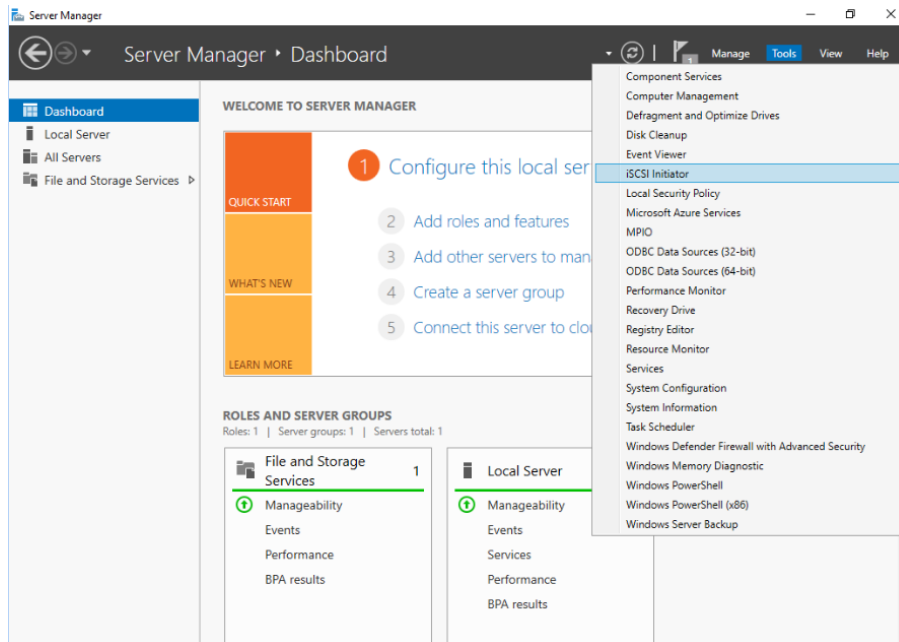 Server Manager
Server Manager • Dashboard
1
Manage
Tools
View
Help
Dashboard
Local Server
All Servers
File and Storage Services
WELCOME TO SERVER MANAGER
QUICK START
WHAT'S NEW
LEARN MORE
1 Configure this local ser
2 Add roles and features
3 Add other servers to man
4 Create a server group
5 Connect this server to clou
Component Services
Computer Management
Defragment and Optimize Drives
Disk Cleanup
Event Viewer
iSCSI Initiator
Local Security Policy
Microsoft Azure Services
MPIO
ODBC Data Sources (32-bit)
ODBC Data Sources (64-bit)
Performance Monitor
Recovery Drive
Registry Editor
Resource Monitor
Services
System Configuration
System Information
Task Scheduler
Windows Defender Firewall with Advanced Security
Windows Memory Diagnostic
Windows PowerShell
Windows PowerShell (x86)
Windows Server Backup
ROLES AND SERVER GROUPS
Roles: 1 | Server groups: 1 | Servers total: 1
File and Storage
Services
1
Manageability
Events
Performance
BPA results
Local Server
Manageability
Events
Services
Performance
BPA results